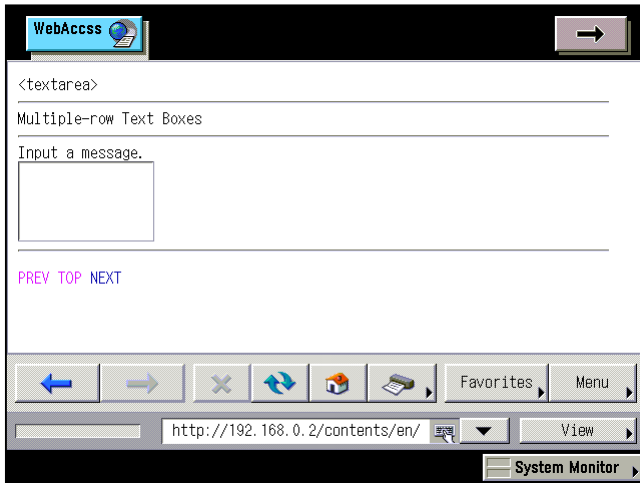 WebAccss
<textarea>
Multiple-row Text Boxes
Input a message.
PREV TOP NEXT
Favorites Menu
http://192.168.0.2/contents/en/ View
System Monitor